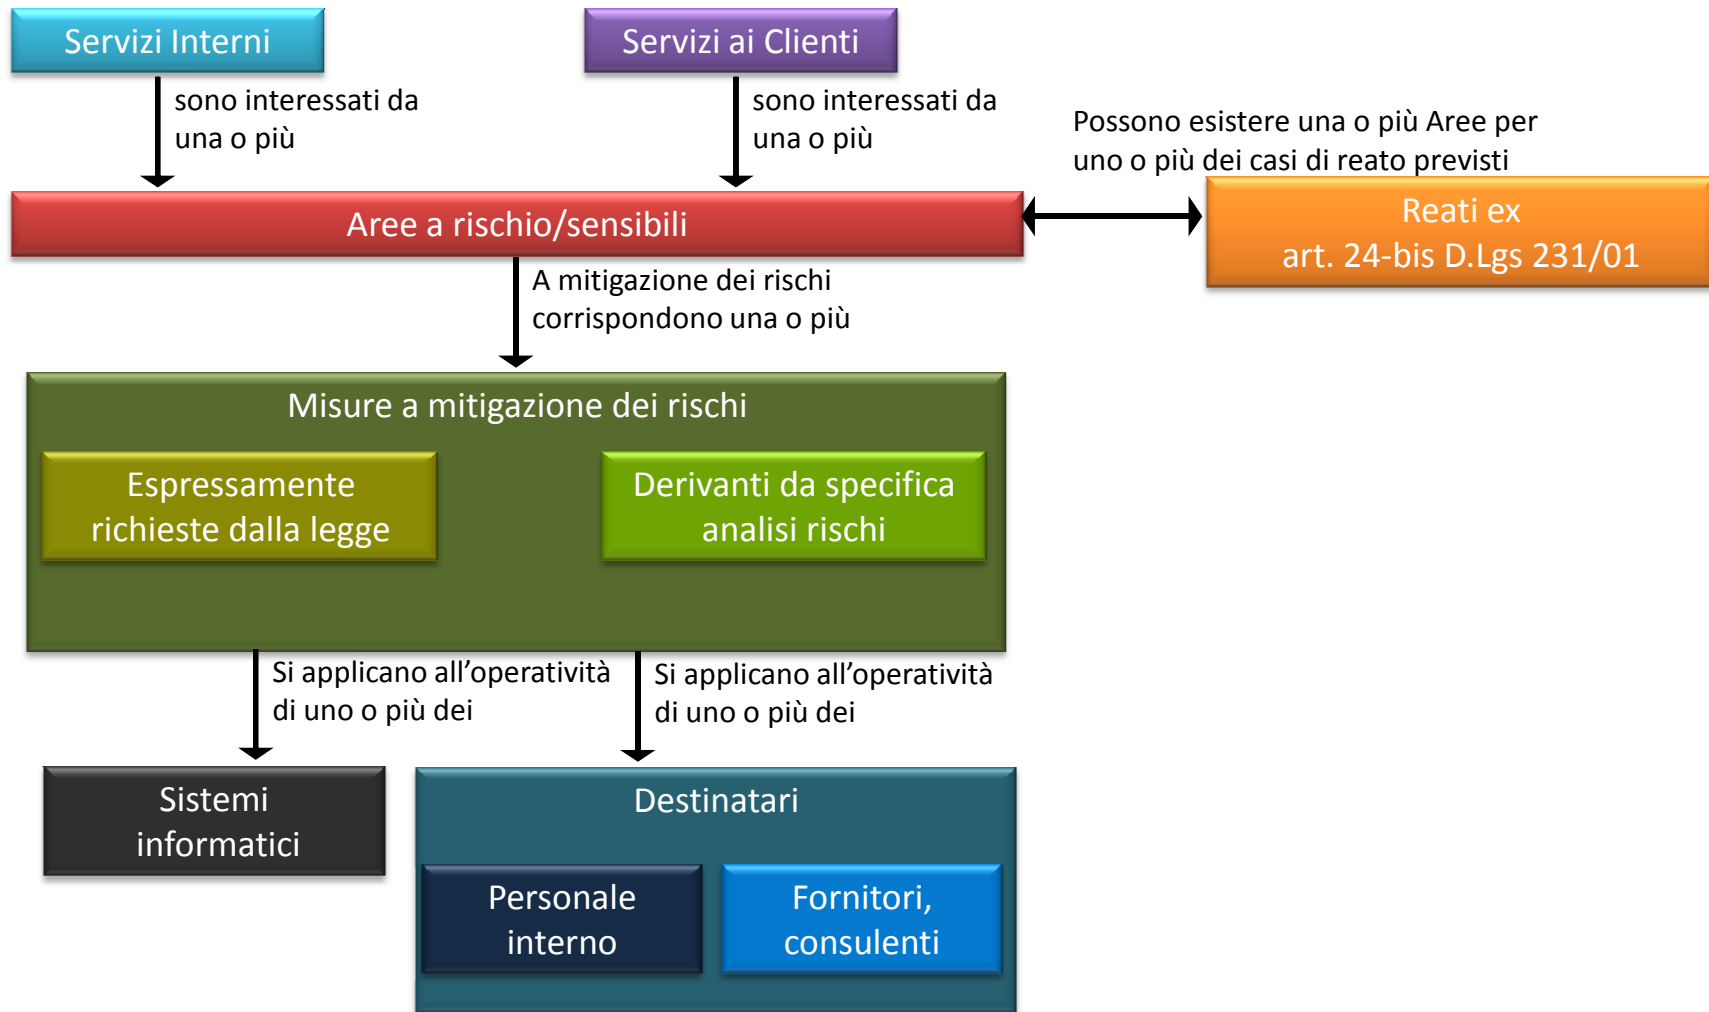 Servizi Interni
Servizi ai Clienti
sono interessati da
una o più
sono interessati da
una o più
Possono esistere una o più Aree per
uno o più dei casi di reato previsti
Aree a rischio/sensibili
Reati ex
art. 24-bis D.Lgs 231/01
A mitigazione dei rischi
corrispondono una o più
Misure a mitigazione dei rischi
Espressamente
richieste dalla legge
Derivanti da specifica
analisi rischi
Si applicano all’operatività
di uno o più dei
Si applicano all’operatività
di uno o più dei
Sistemi
informatici
Destinatari
Personale
interno
Fornitori,
consulenti